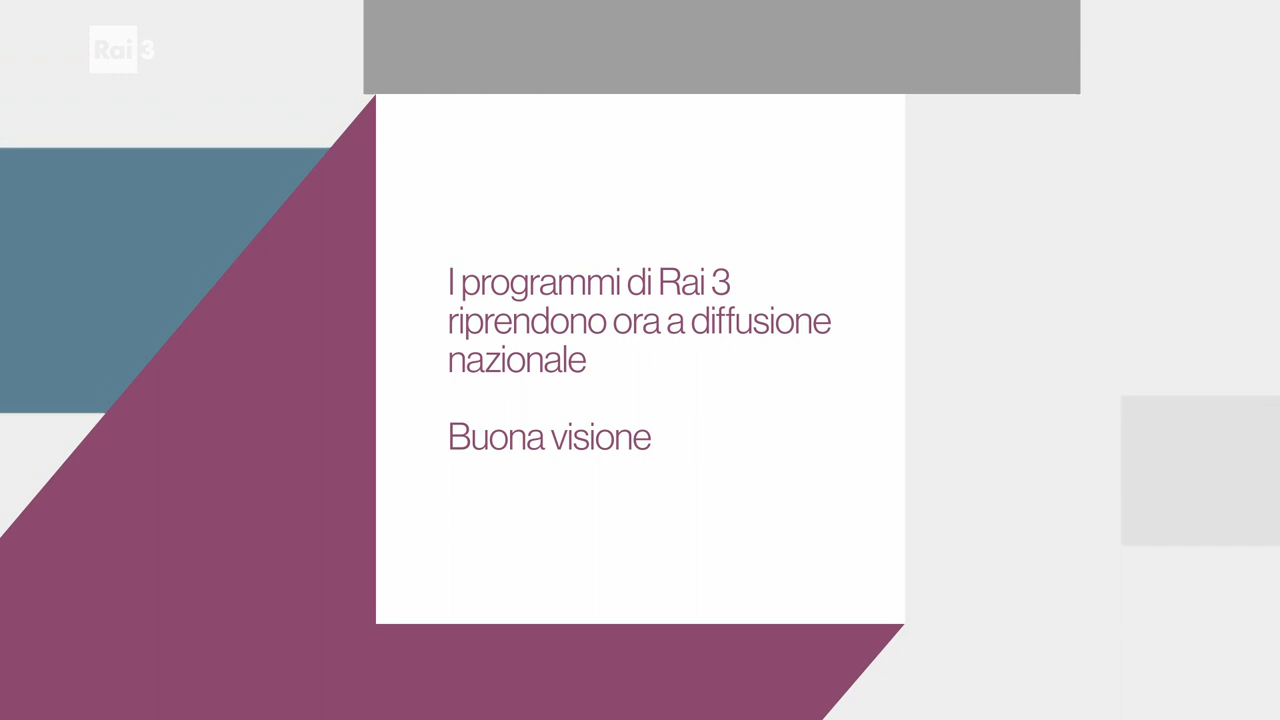 Rai 3
I programmi di Rai 3
riprendono ora a diffusione
nazionale
Buona visione